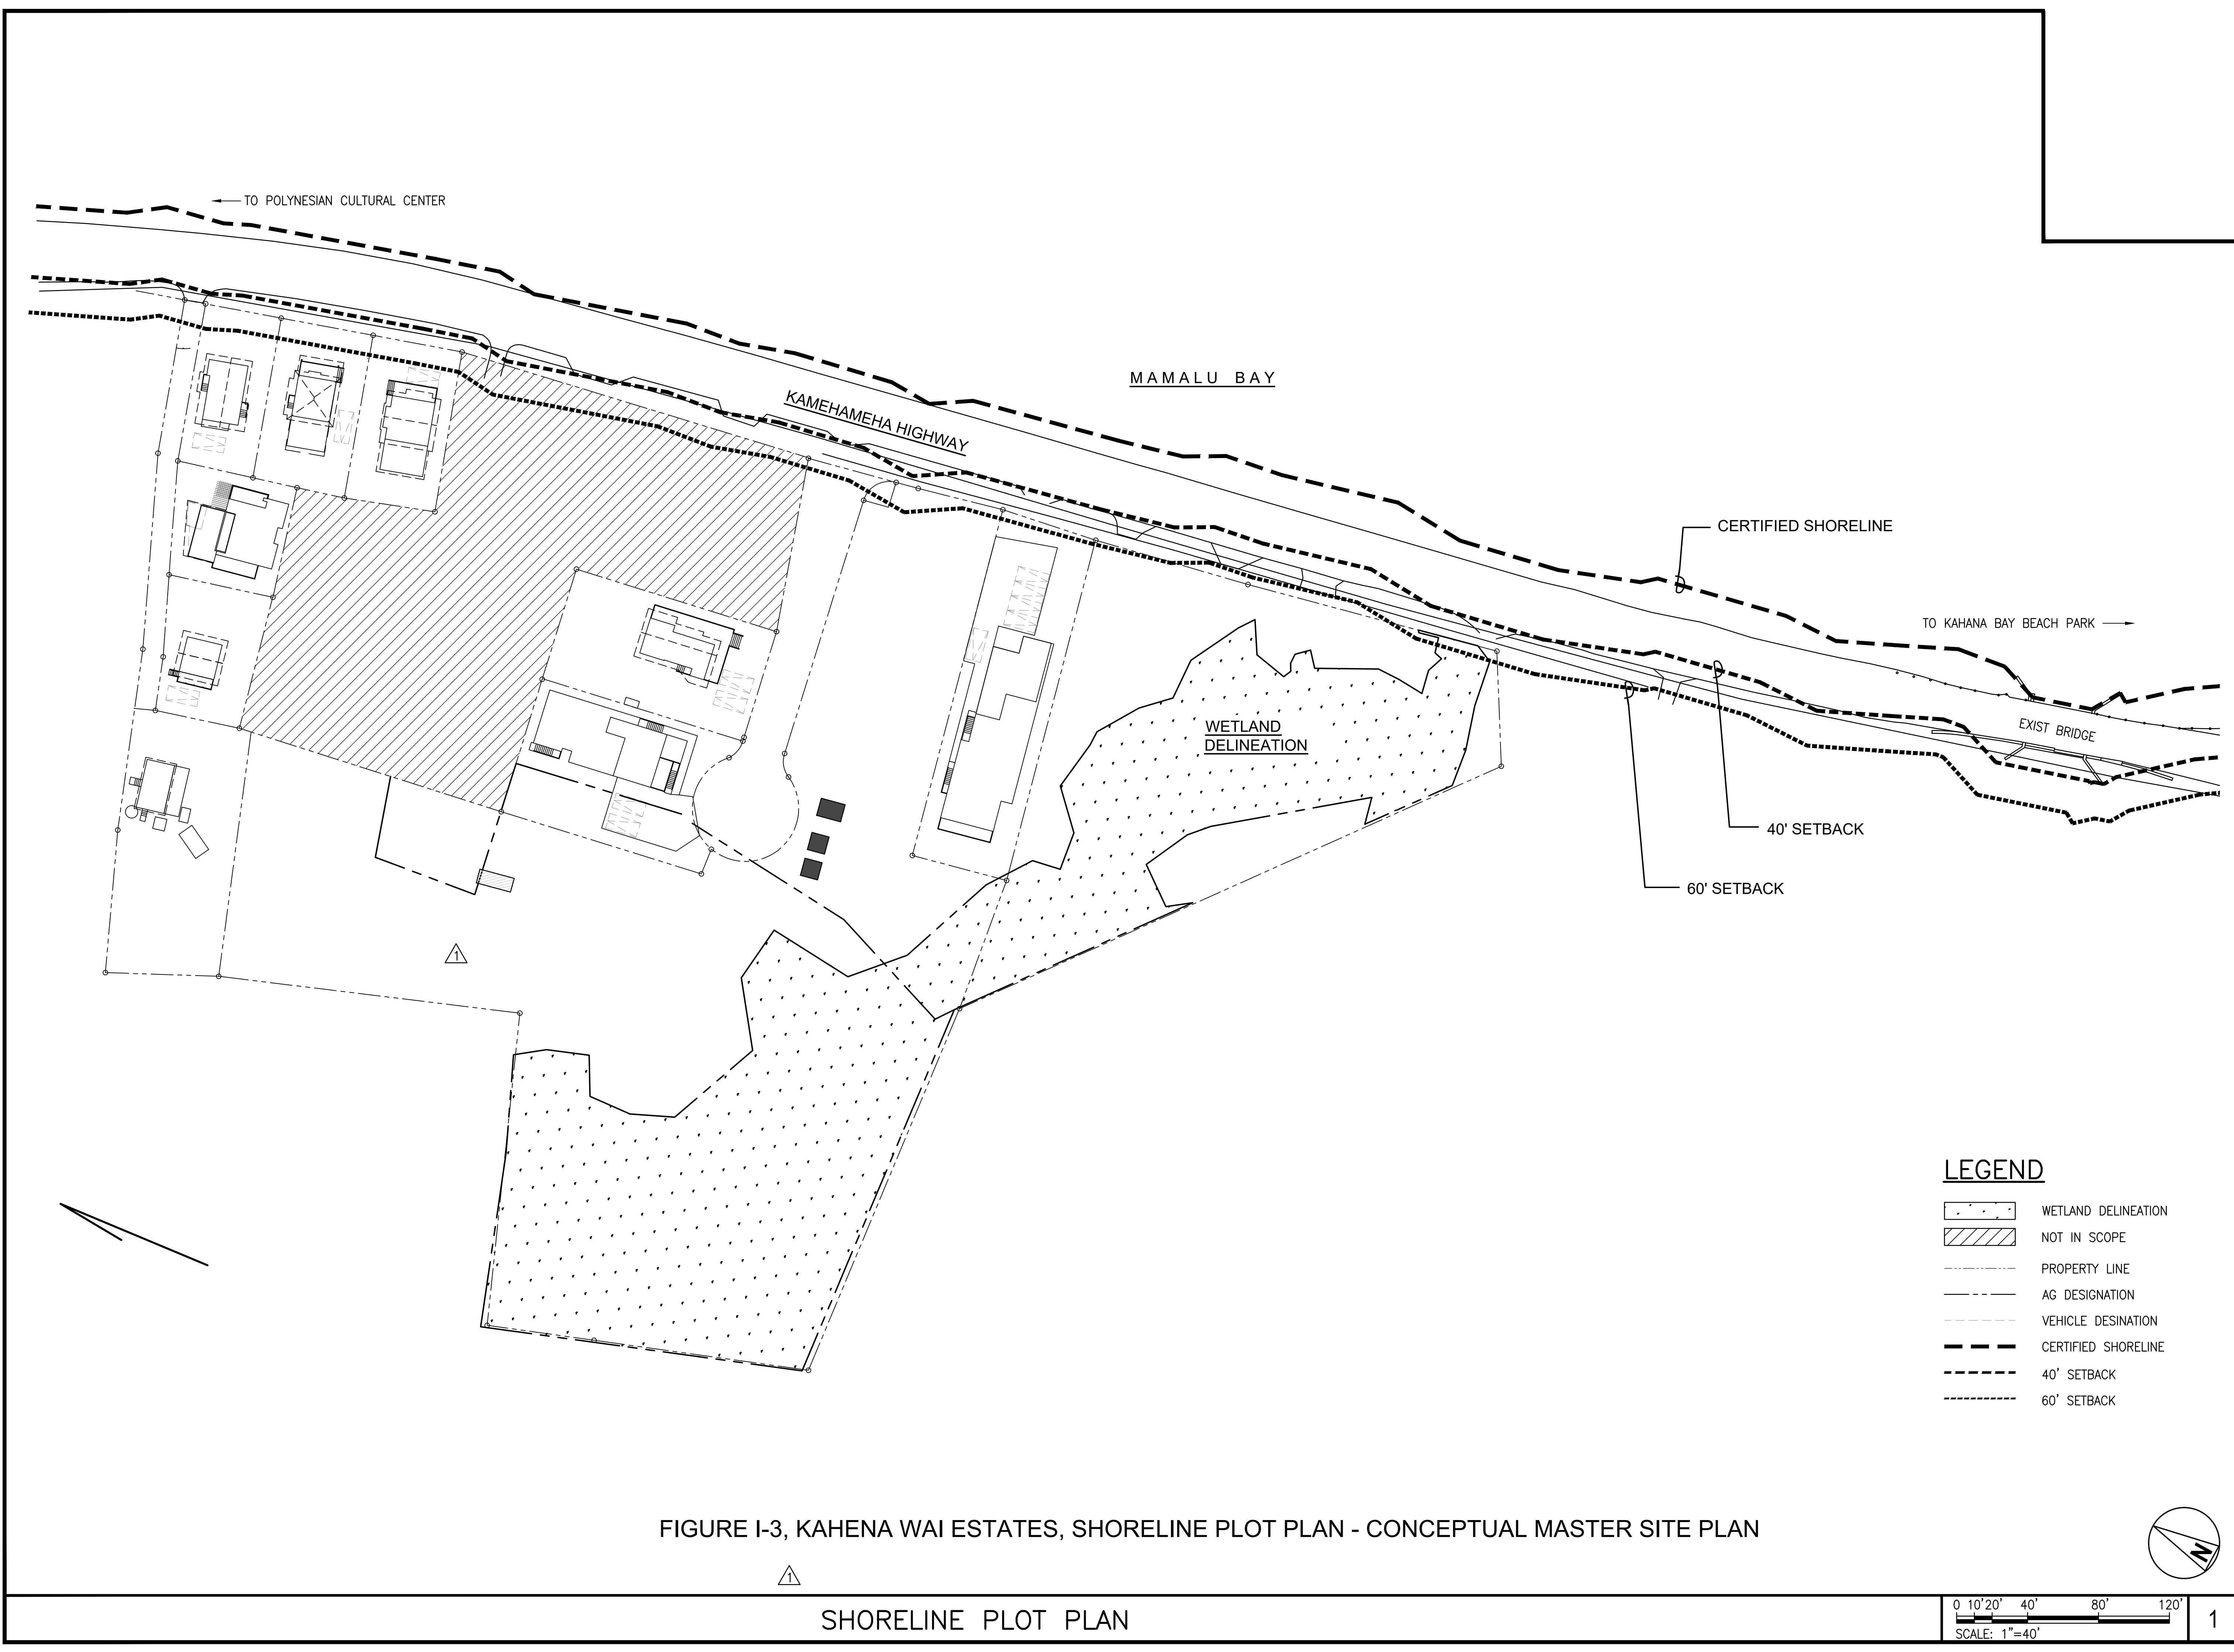 TO POLYNESIAN CULTURAL CENTER
MAMALU BAY
KAMEHAMEHA HIGHWAY
CERTIFIED SHORELINE
TO KAHANA BAY BEACH PARK
WETLAND
DELINEATION
EXIST BRIDGE
40' SETBACK
60' SETBACK
1
LEGEND
WETLAND DELINEATION
NOT IN SCOPE
PROPERTY LINE
AG DESIGNATION
VEHICLE DESINATION
CERTIFIED SHORELINE
40' SETBACK
60' SETBACK
FIGURE I-3, KAHENA WAI ESTATES, SHORELINE PLOT PLAN - CONCEPTUAL MASTER SITE PLAN
N
1
SHORELINE PLOT PLAN
0 10'20' 40' 80' 120'
SCALE: 1"=40'
1